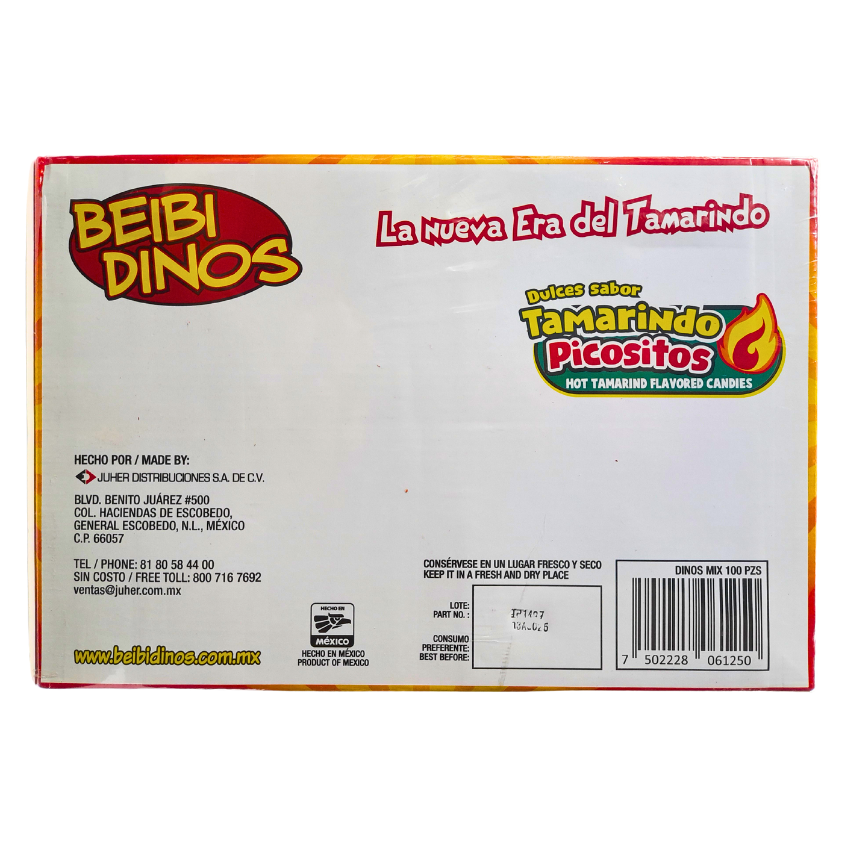 BEIBI
DINOS
La nueva Era del Tamarindo
Dulces sabor
Tamarindo
Picositos
HOT TAMARIND FLAVORED CANDIES
HECHO POR / MADE BY:
JUHER DISTRIBUCIONES S.A. DE C.V.
BLVD. BENITO JUÁREZ #500
COL. HACIENDAS DE ESCOBEDO,
GENERAL ESCOBEDO, N.L., MÉXICO
C.P. 66057
TEL / PHONE: 81 80 58 44 00
SIN COSTO / FREE TOLL: 800 716 7692
ventas@juher.com.mx
www.beibidinos.com.mx
HECHO EN
MÉXICO
HECHO EN MÉXICO
PRODUCT OF MEXICO
CONSÉRVESE EN UN LUGAR FRESCO Y SECO
KEEP IT IN A FRESH AND DRY PLACE
LOTE:
PART NO. :
CONSUMO
PREFERENTE:
BEST BEFORE:
DINOS MIX 100 PZS
7 502228 061250